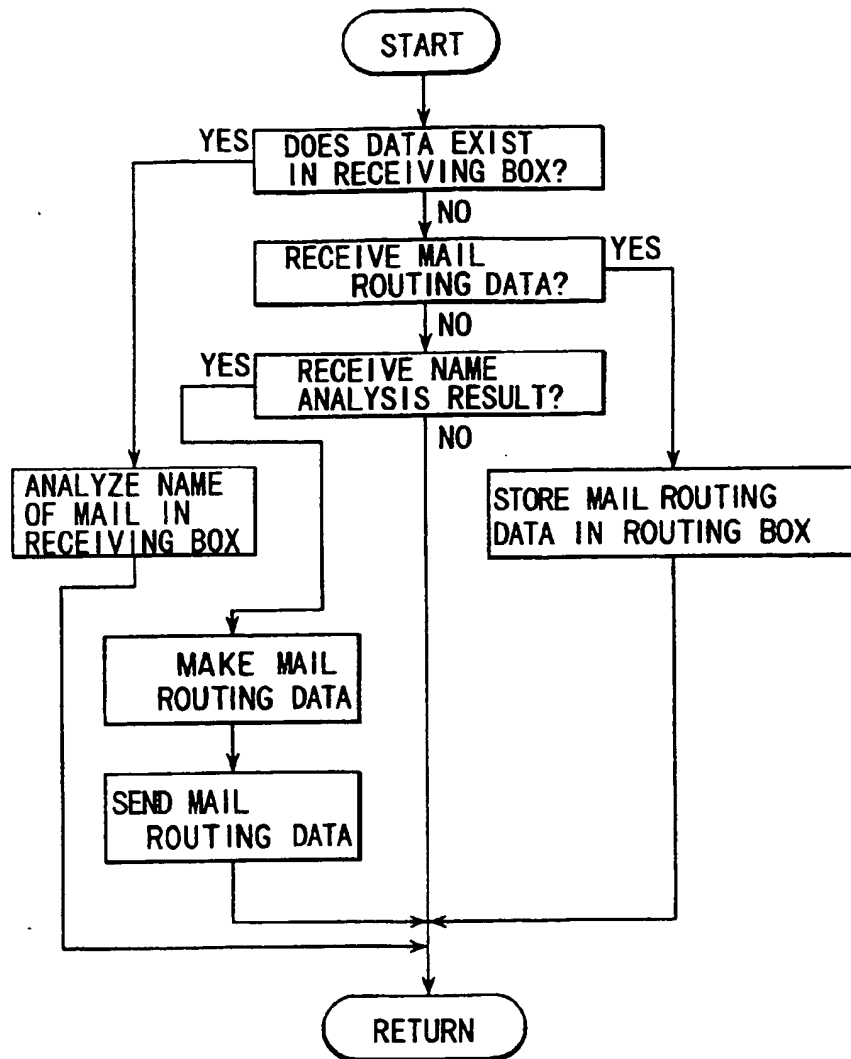 START
YES
DOES DATA EXIST
IN RECEIVING BOX?
NO
RECEIVE MAIL
ROUTING DATA?
YES
NO
YES
RECEIVE NAME
ANALYSIS RESULT?
NO
ANALYZE NAME
OF MAIL IN
RECEIVING BOX
STORE MAIL ROUTING
DATA IN ROUTING BOX
MAKE MAIL
ROUTING DATA
SEND MAIL
ROUTING DATA
RETURN